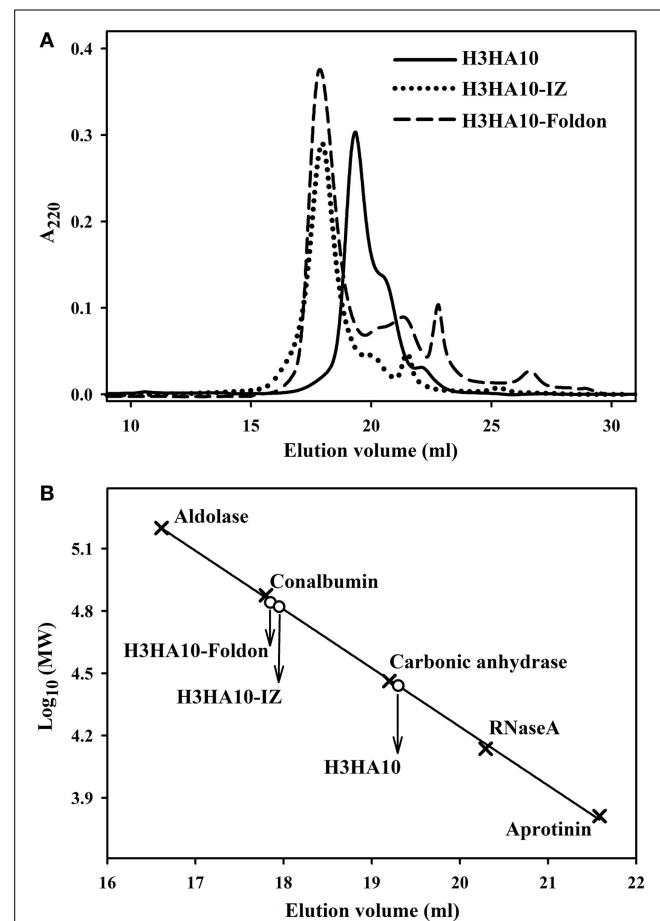 A
0.4
0.3
0.2
0.1
0.0
A220
H3HA10
H3HA10-IZ
H3HA10-Foldon
10 15 20 25 30
Elution volume (ml)
B
5.1
4.8
4.5
4.2
3.9
Log10 (MW)
Aldolase
Conalbumin
H3HA10-Foldon
Carbonic anhydrase
H3HA10-IZ
RNaseA
H3HA10
Aprotinin
16 17 18 19 20 21 22
Elution volume (ml)